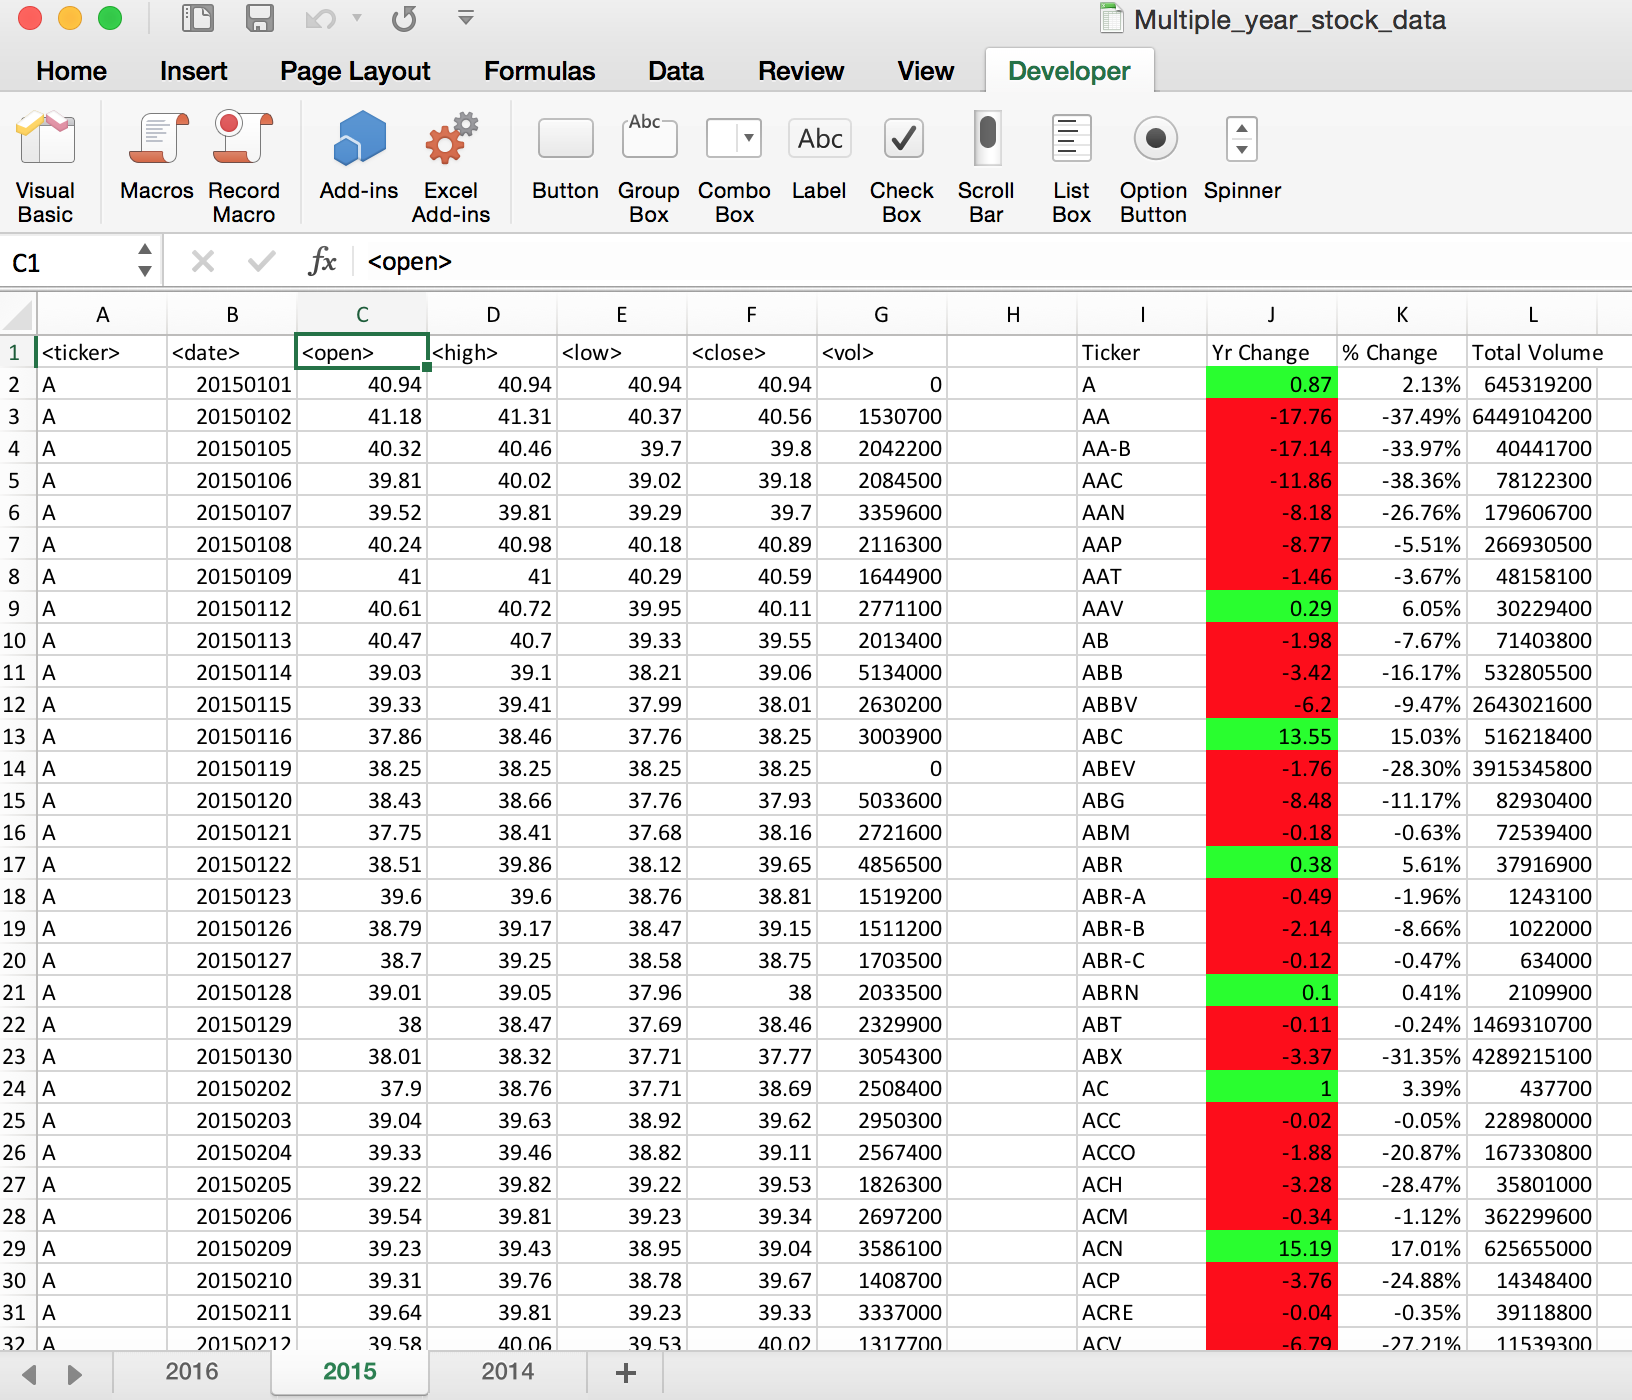 Multiple_year_stock_data
Home Insert Page Layout Formulas Data Review View Developer
Visual Basic Macros Record Macro Add-ins Excel Add-ins Button Group Box Combo Box Label Check Box Scroll Bar List Box Option Button Spinner
Abc Abc
C1 fx <open>
A B C D E F G H I J K L
1 <ticker> <date> <open> <high> <low> <close> <vol> Ticker Yr Change % Change Total Volume
2 A 20150101 40.94 40.94 40.94 40.94 0 A 0.87 2.13% 645319200
3 A 20150102 41.18 41.31 40.37 40.56 1530700 AA -17.76 -37.49% 6449104200
4 A 20150105 40.32 40.46 39.7 39.8 2042200 AA-B -17.14 -33.97% 40441700
5 A 20150106 39.81 40.02 39.02 39.18 2084500 AAC -11.86 -38.36% 78122300
6 A 20150107 39.52 39.81 39.29 39.7 3359600 AAN -8.18 -26.76% 179606700
7 A 20150108 40.24 40.98 40.18 40.89 2116300 AAP -8.77 -5.51% 266930500
8 A 20150109 41 41 40.29 40.59 1644900 AAT -1.46 -3.67% 48158100
9 A 20150112 40.61 40.72 39.95 40.11 2771100 AAV 0.29 6.05% 30229400
10 A 20150113 40.47 40.7 39.33 39.55 2013400 AB -1.98 -7.67% 71403800
11 A 20150114 39.03 39.1 38.21 39.06 5134000 ABB -3.42 -16.17% 532805500
12 A 20150115 39.33 39.41 37.99 38.01 2630200 ABBV -6.2 -9.47% 2643021600
13 A 20150116 37.86 38.46 37.76 38.25 3003900 ABC 13.55 15.03% 516218400
14 A 20150119 38.25 38.25 38.25 38.25 0 ABEV -1.76 -28.30% 3915345800
15 A 20150120 38.43 38.66 37.76 37.93 5033600 ABG -8.48 -11.17% 82930400
16 A 20150121 37.75 38.41 37.68 38.16 2721600 ABM -0.18 -0.63% 72539400
17 A 20150122 38.51 39.86 38.12 39.65 4856500 ABR 0.38 5.61% 37916900
18 A 20150123 39.6 39.6 38.76 38.81 1519200 ABR-A -0.49 -1.96% 1243100
19 A 20150126 38.79 39.17 38.47 39.15 1511200 ABR-B -2.14 -8.66% 1022000
20 A 20150127 38.7 39.25 38.58 38.75 1703500 ABR-C -0.12 -0.47% 634000
21 A 20150128 39.01 39.05 37.96 38 2033500 ABRN 0.1 0.41% 2109900
22 A 20150129 38 38.47 37.69 38.46 2329900 ABT -0.11 -0.24% 1469310700
23 A 20150130 38.01 38.32 37.71 37.77 3054300 ABX -3.37 -31.35% 4289215100
24 A 20150202 37.9 38.76 37.71 38.69 2508400 AC 1 3.39% 437700
25 A 20150203 39.04 39.63 38.92 39.62 2950300 ACC -0.02 -0.05% 228980000
26 A 20150204 39.33 39.46 38.82 39.11 2567400 ACCO -1.88 -20.87% 167330800
27 A 20150205 39.22 39.82 39.22 39.53 1826300 ACH -3.28 -28.47% 35801000
28 A 20150206 39.54 39.81 39.23 39.34 2697200 ACM -0.34 -1.12% 362299600
29 A 20150209 39.23 39.43 38.95 39.04 3586100 ACN 15.19 17.01% 625655000
30 A 20150210 39.31 39.76 38.78 39.67 1408700 ACP -3.76 -24.88% 14348400
31 A 20150211 39.64 39.81 39.23 39.33 3337000 ACRE -0.04 -0.35% 39118800
32 A 20150212 39.58 40.06 39.53 40.02 1317700 ACV -6.79 -27.21% 11539300
2016 2015 2014 +